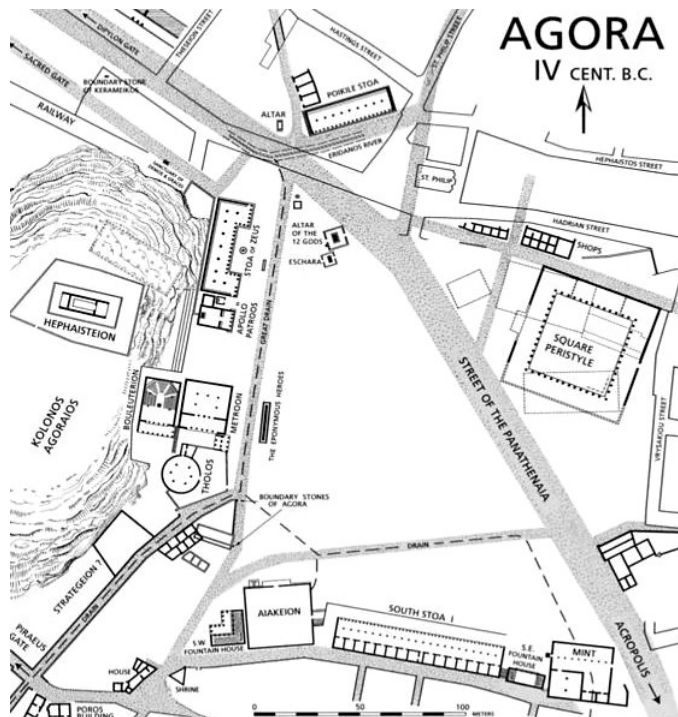 AGORA
IV CENT. B.C.
DIPYLON GATE
THESEION STREET
HASTINGS STREET
ST. PHILIP STREET
SACRED GATE
BOUNDARY STONE
OF KERAMEIKOS
POIKILE STOA
ALTAR
RAILWAY
ERIDANOS RIVER
HEPHAISTOS STREET
ST. PHILIP
HADRIAN STREET
ALTAR
OF THE
12 GODS
SHOPS
STOA OF ZEUS
ESCHARA
HEPHAISTEION
APOLLO
PATROOS
GREAT DRAIN
SQUARE
PERISTYLE
STREET OF THE PANATHENAIA
KOLONOS
AGORAIOS
BOULEUTERION
METROON
THE EPONYMOUS HEROES
VRYSAKIOU STREET
THOLOS
BOUNDARY STONES
OF AGORA
DRAIN
STRATEGEION ?
DRAIN
AIAKEION
SOUTH STOA I
PIRAEUS
GATE
S.W.
FOUNTAIN HOUSE
S.E.
FOUNTAIN
HOUSE
MINT
ACROPOLIS
HOUSE
SHRINE
POROS
BUILDING
0 50 100
METERS